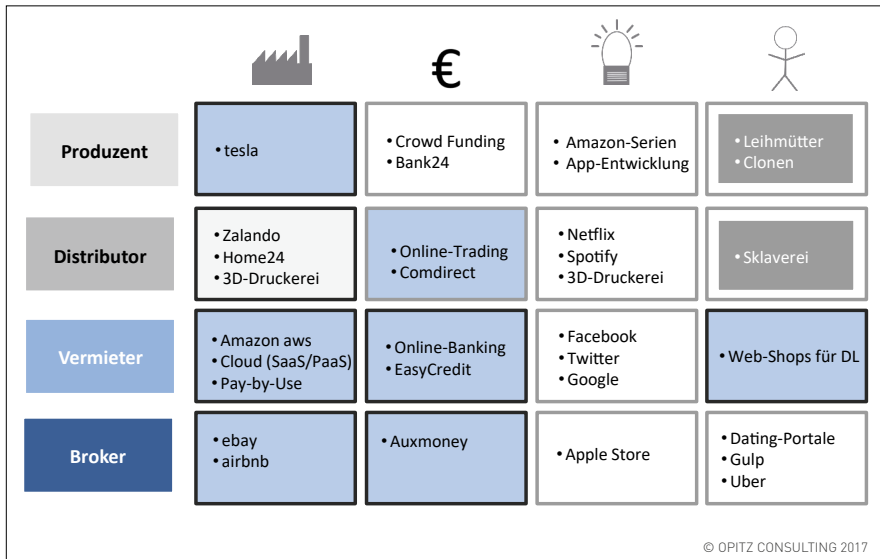 €
Produzent
• tesla
• Crowd Funding
• Bank24
• Amazon-Serien
• App-Entwicklung
• Leihmütter
• Clonen
Distributor
• Zalando
• Home24
• 3D-Druckerei
• Online-Trading
• Comdirect
• Netflix
• Spotify
• 3D-Druckerei
• Sklaverei
Vermieter
• Amazon aws
• Cloud (SaaS/PaaS)
• Pay-by-Use
• Online-Banking
• EasyCredit
• Facebook
• Twitter
• Google
• Web-Shops für DL
Broker
• ebay
• airbnb
• Auxmoney
• Apple Store
• Dating-Portale
• Gulp
• Uber
© OPITZ CONSULTING 2017